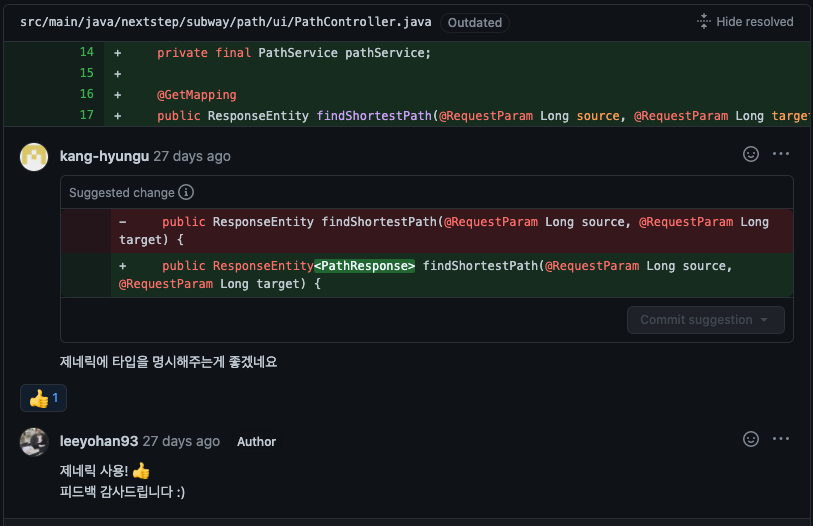 src/main/java/nextstep/subway/path/ui/PathController.java Outdated Hide resolved
14 + private final PathService pathService;
15 +
16 + @GetMapping
17 + public ResponseEntity findShortestPath(@RequestParam Long source, @RequestParam Long target
kang-hyungu 27 days ago
Suggested change
- public ResponseEntity findShortestPath(@RequestParam Long source, @RequestParam Long
target) {
+ public ResponseEntity<PathResponse> findShortestPath(@RequestParam Long source,
@RequestParam Long target) {
Commit suggestion
제네릭에 타입을 명시해주는게 좋겠네요
👍 1
leeyohan93 27 days ago Author
제네릭 사용! 👍
피드백 감사드립니다 :)